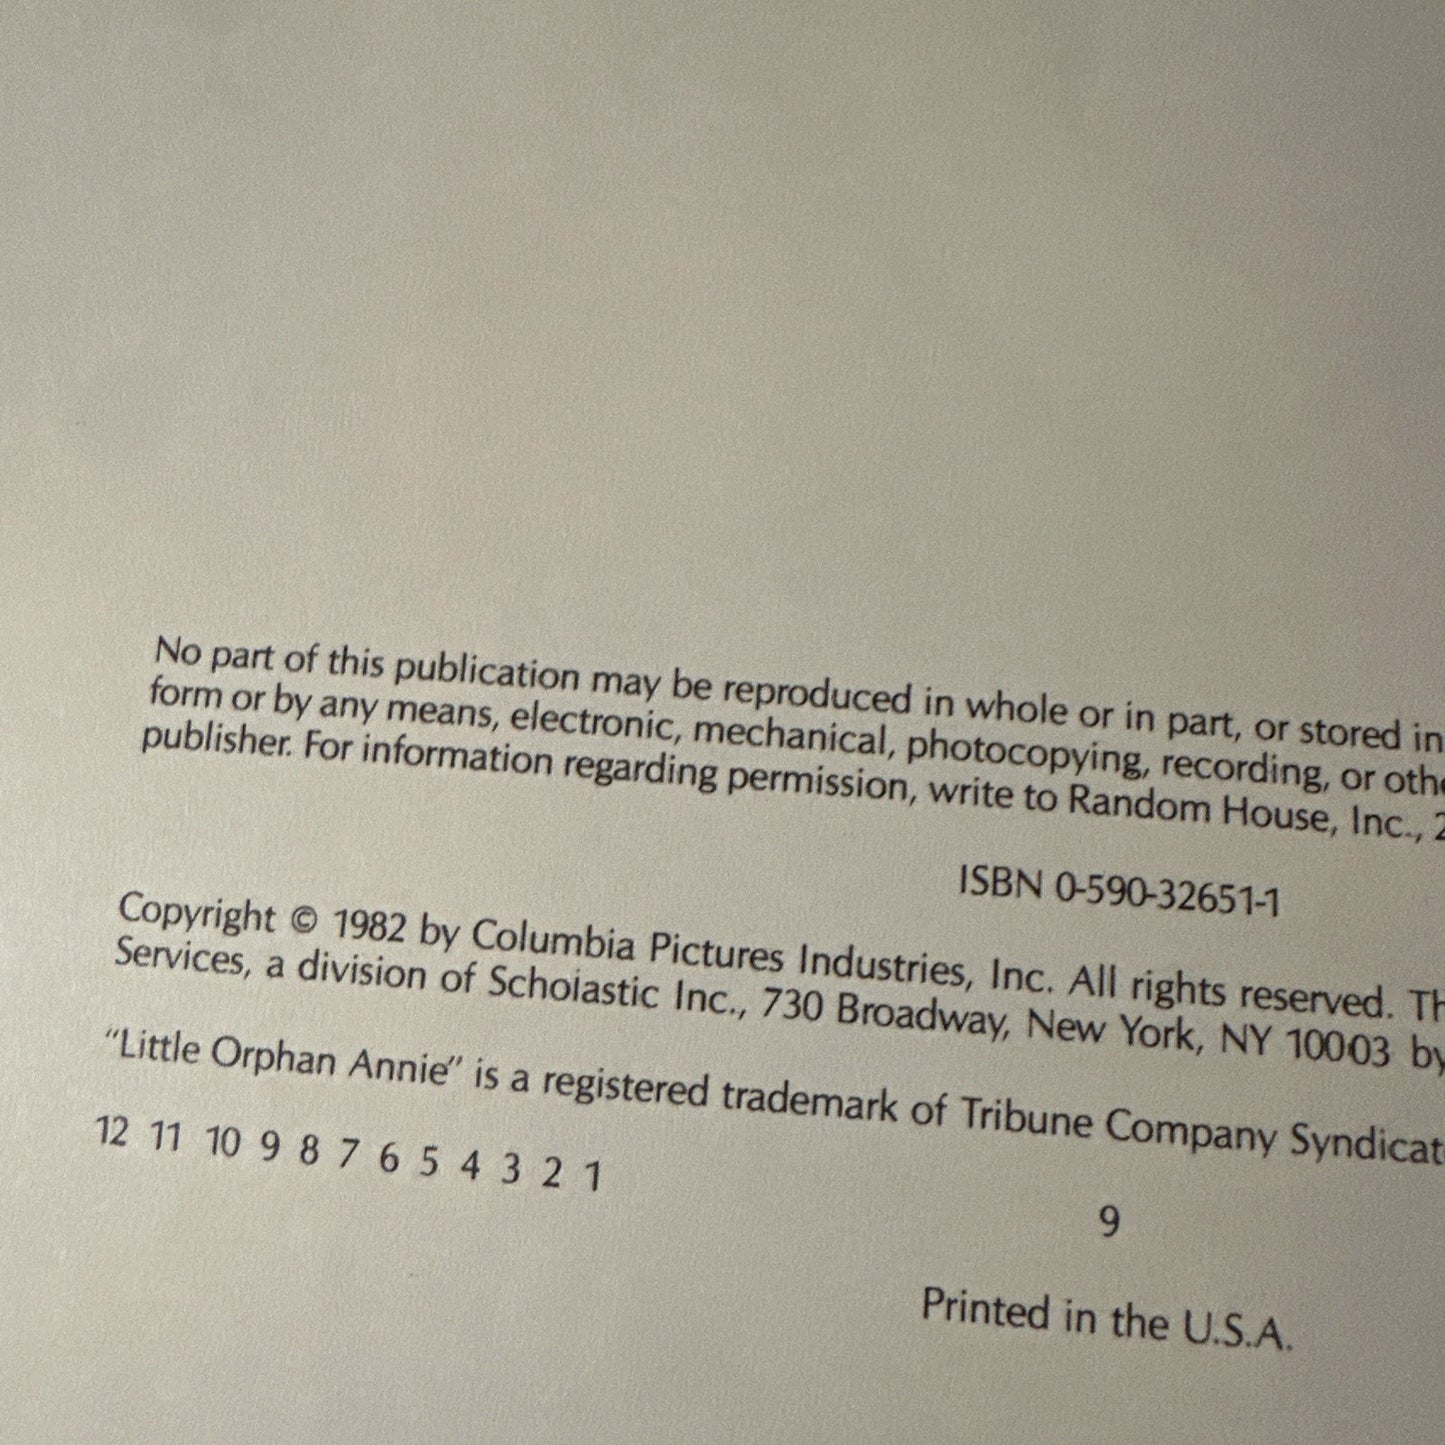 No part of this publication may be reproduced in whole or in part, or stored in
form or by any means, electronic, mechanical, photocopying, recording, or othe
publisher. For information regarding permission, write to Random House, Inc., 2
ISBN 0-590-32651-1
Copyright © 1982 by Columbia Pictures Industries, Inc. All rights reserved. Th
Services, a division of Scholastic Inc., 730 Broadway, New York, NY 10003 by
“Little Orphan Annie” is a registered trademark of Tribune Company Syndicat
12 11 10 9 8 7 6 5 4 3 2 1
9
Printed in the U.S.A.